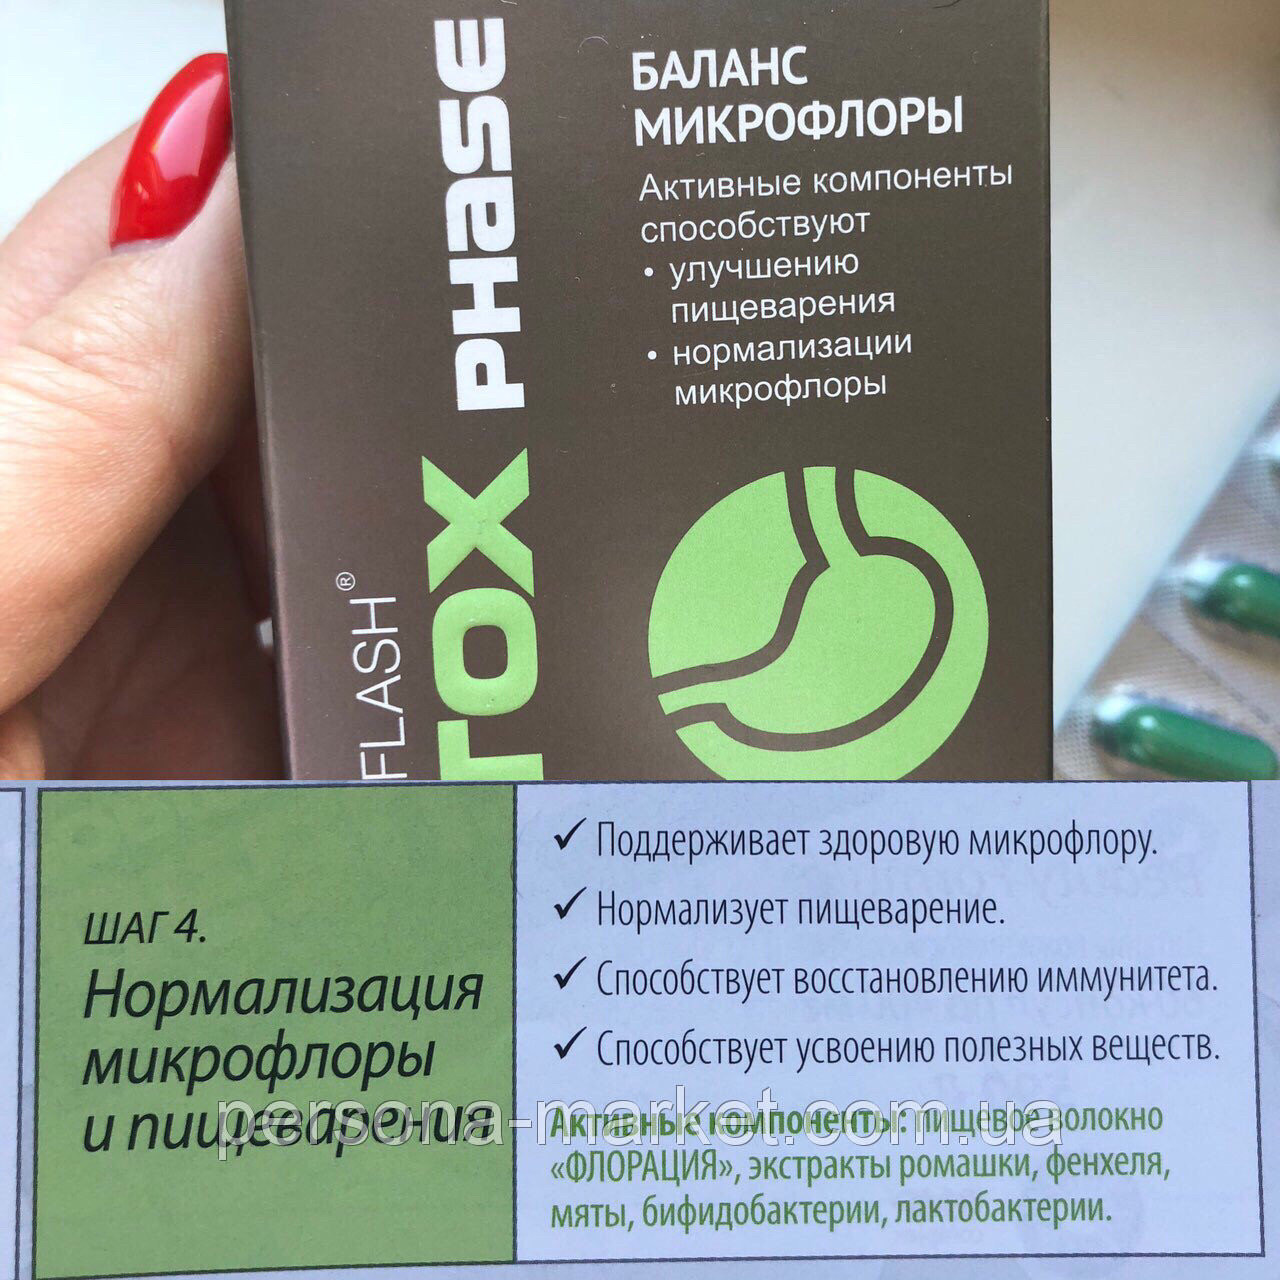 FLASH®
TOX PHASE
БАЛАНС
МИКРОФЛОРЫ
Активные компоненты
способствуют
• улучшению
пищеварения
• нормализации
микрофлоры
ШАГ 4.
Нормализация
микрофлоры
и пищеварения
✓ Поддерживает здоровую микрофлору.
✓ Нормализует пищеварение.
✓ Способствует восстановлению иммунитета.
✓ Способствует усвоению полезных веществ.
Активные компоненты: пищевое волокно
«ФЛОРАЦИЯ», экстракты ромашки, фенхеля,
мяты, бифидобактерии, лактобактерии.
persona-market.com.ua